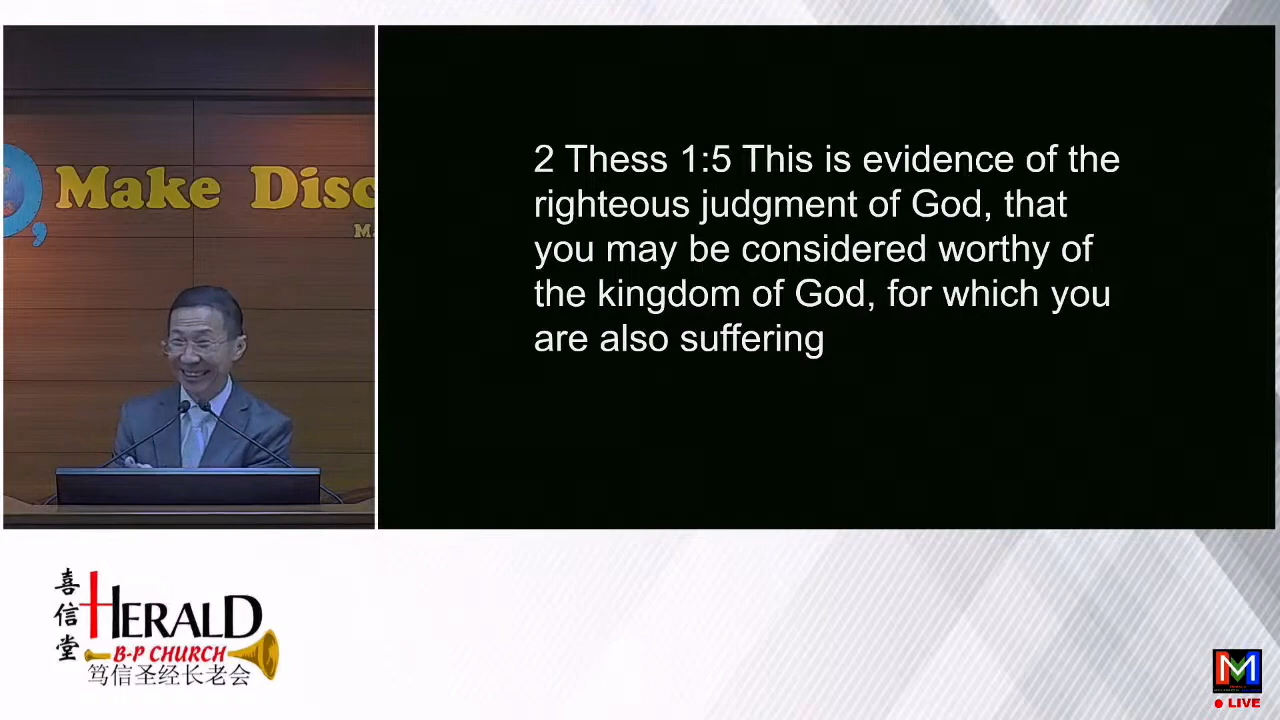 Make Disc
M
2 Thess 1:5 This is evidence of the
righteous judgment of God, that
you may be considered worthy of
the kingdom of God, for which you
are also suffering
喜信堂
HERALD
B-P CHURCH
笃信圣经长老会
M
LIVE